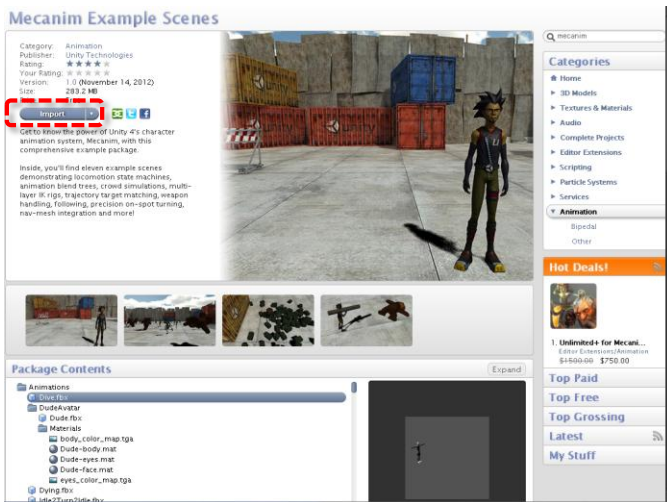 Mecanim Example Scenes
Category: Animation
Publisher: Unity Technologies
Rating:
Your Rating:
Version: 1.0 (November 14, 2012)
Size: 283.2 MB
Import
Get to know the power of Unity 4's character
animation system, Mecanim, with this
comprehensive example package.
Inside, you'll find eleven example scenes
demonstrating locomotion state machines,
animation blend trees, crowd simulations, multi-
layer IK rigs, trajectory target matching, weapon
handling, following, precision on-spot turning,
nav-mesh integration and more!
unity
unity
Package Contents
Expand
Animations
Dive.fbx
DudeAvatar
Dude.fbx
Materials
body_color_map.tga
Dude-body.mat
Dude-eyes.mat
Dude-face.mat
eyes_color_map.tga
Dying.fbx
Idle2Turn2Idle.fbx
mecanim
Categories
Home
3D Models
Textures & Materials
Audio
Complete Projects
Editor Extensions
Scripting
Particle Systems
Services
Animation
Bipedal
Other
Hot Deals!
1. Unlimited+ for Mecani...
Editor Extensions/Animation
$1500.00 $750.00
Top Paid
Top Free
Top Grossing
Latest
My Stuff